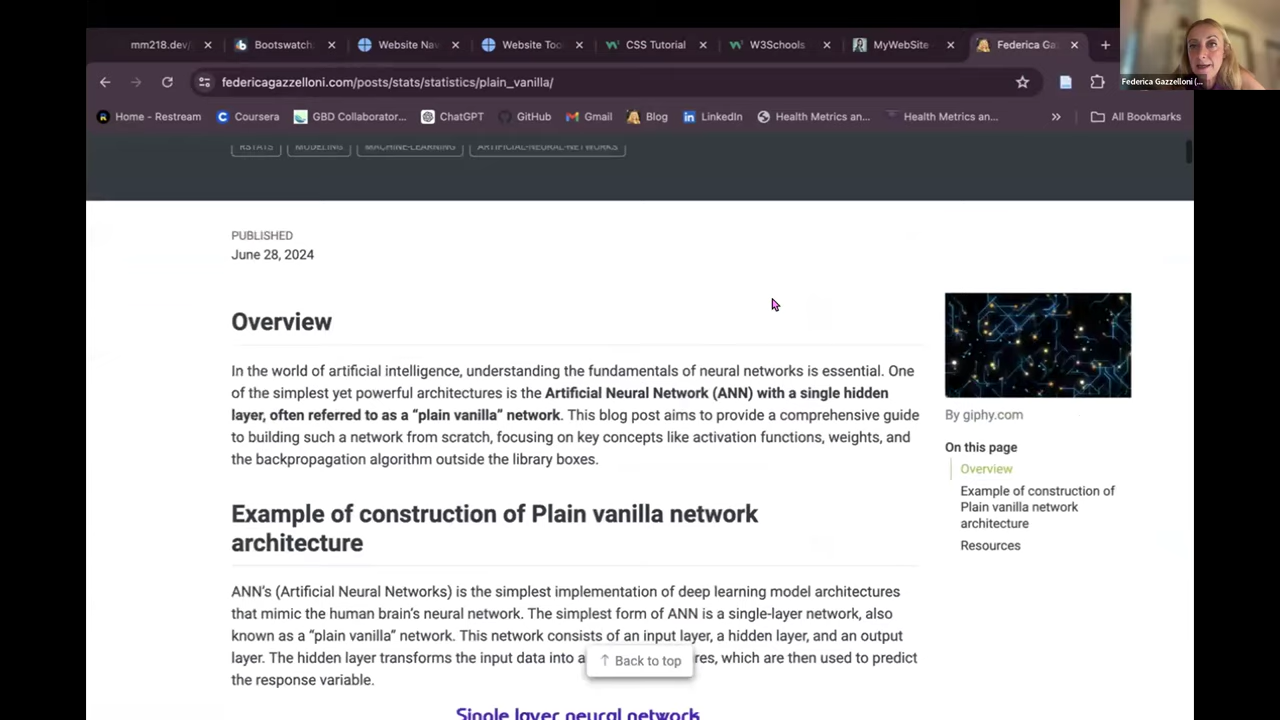 mm218.dev/
Bootswatch
Website Nav
Website Too
CSS Tutorial
W3Schools
MyWebSite
Federica Ga
federicagazzelloni.com/posts/stats/statistics/plain_vanilla/
Federica Gazzelloni (...
Home - Restream
Coursera
GBD Collaborator...
ChatGPT
GitHub
Gmail
Blog
LinkedIn
Health Metrics an...
Health Metrics an...
»
All Bookmarks
RSTATS
MODELING
MACHINE-LEARNING
ARTIFICIAL-NEURAL-NETWORKS
PUBLISHED
June 28, 2024
Overview
In the world of artificial intelligence, understanding the fundamentals of neural networks is essential. One
of the simplest yet powerful architectures is the Artificial Neural Network (ANN) with a single hidden
layer, often referred to as a “plain vanilla” network. This blog post aims to provide a comprehensive guide
to building such a network from scratch, focusing on key concepts like activation functions, weights, and
the backpropagation algorithm outside the library boxes.
Example of construction of Plain vanilla network
architecture
ANN’s (Artificial Neural Networks) is the simplest implementation of deep learning model architectures
that mimic the human brain’s neural network. The simplest form of ANN is a single-layer network, also
known as a “plain vanilla” network. This network consists of an input layer, a hidden layer, and an output
layer. The hidden layer transforms the input data into a res, which are then used to predict
the response variable.
↑ Back to top
Single layer neural network
By giphy.com
On this page
Overview
Example of construction of
Plain vanilla network
architecture
Resources